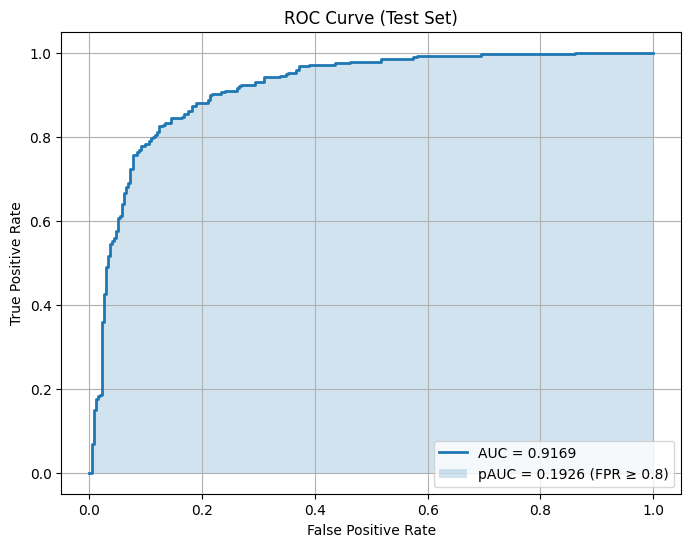 ROC Curve (Test Set)
True Positive Rate
1.0
0.8
0.6
0.4
0.2
0.0
0.0 0.2 0.4 0.6 0.8 1.0
False Positive Rate
AUC = 0.9169
pAUC = 0.1926 (FPR ≥ 0.8)